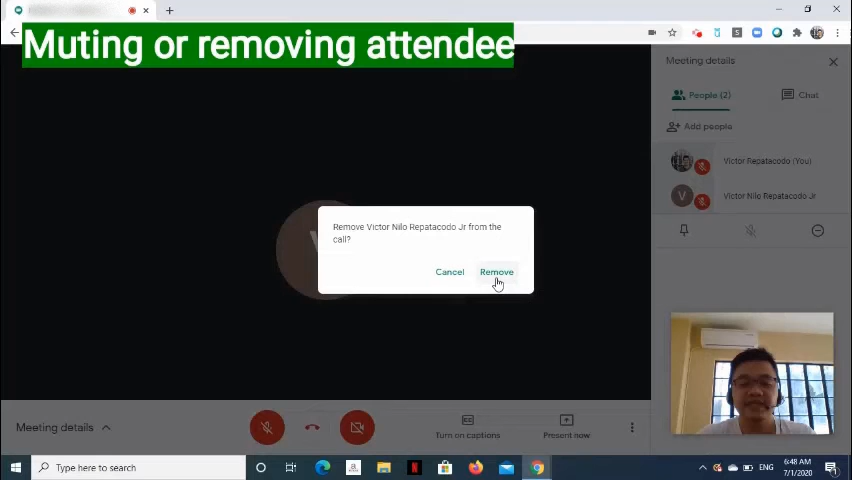 Muting or removing attendee
Meeting details
People (2)
Chat
Add people
Victor Repatacodo (You)
V
Victor Nilo Repatacodo Jr
Remove Victor Nilo Repatacodo Jr from the
call?
Cancel
Remove
Meeting details
Turn on captions
Present now
Type here to search
ENG
6:48 AM
7/1/2020